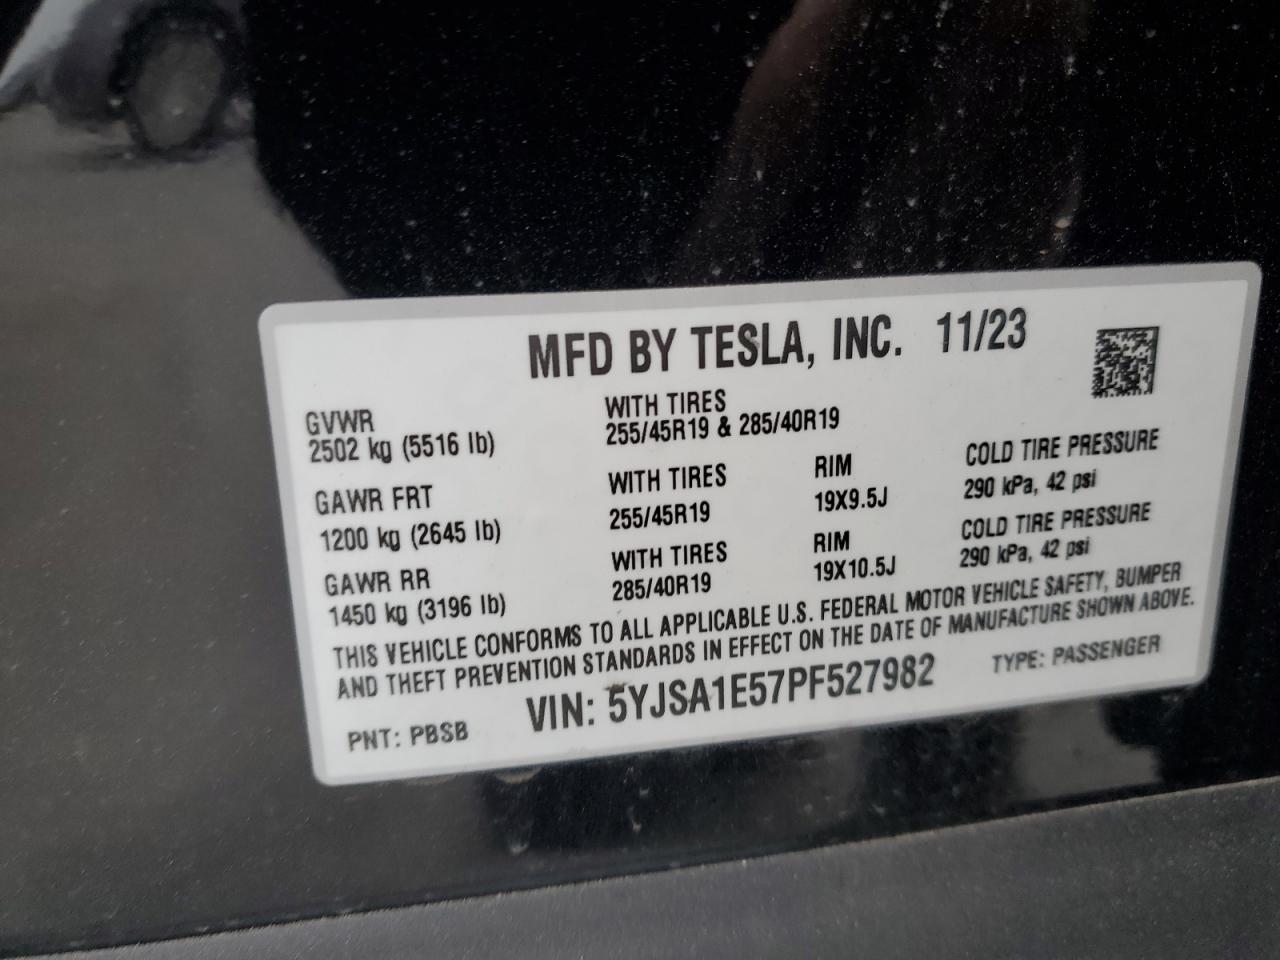 MFD BY TESLA, INC. 11/23
GVWR
2502 kg (5516 lb)
WITH TIRES
255/45R19 & 285/40R19
GAWR FRT
1200 kg (2645 lb)
WITH TIRES
255/45R19
RIM
19X9.5J
COLD TIRE PRESSURE
290 kPa, 42 psi
GAWR RR
1450 kg (3196 lb)
WITH TIRES
285/40R19
RIM
19X10.5J
COLD TIRE PRESSURE
290 kPa, 42 psi
THIS VEHICLE CONFORMS TO ALL APPLICABLE U.S. FEDERAL MOTOR VEHICLE SAFETY, BUMPER
AND THEFT PREVENTION STANDARDS IN EFFECT ON THE DATE OF MANUFACTURE SHOWN ABOVE.
PNT: PBSB
VIN: 5YJSA1E57PF527982
TYPE: PASSENGER